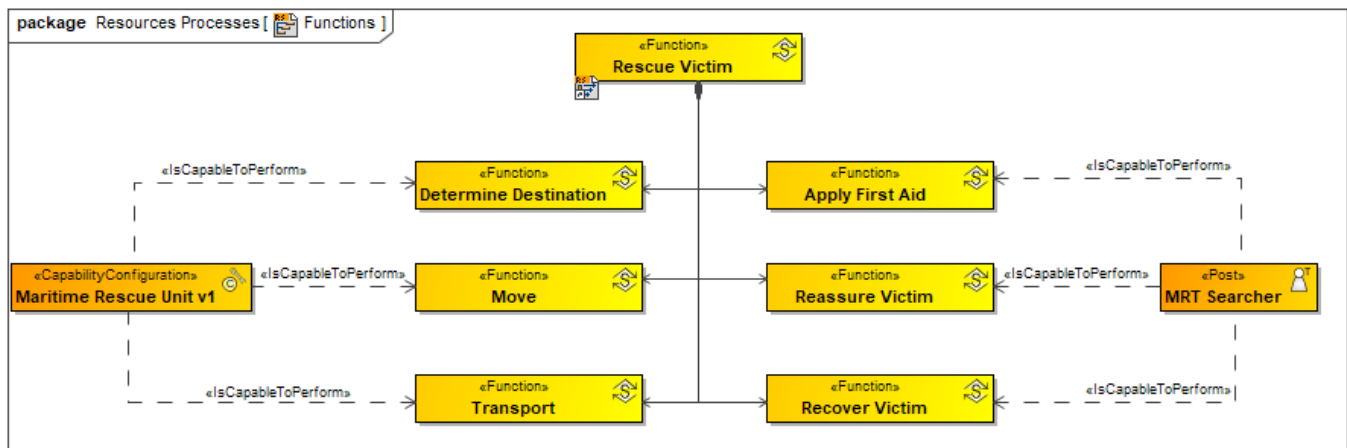 package Resources Processes [ Functions ]
«Function»
Rescue Victim
«IsCapableToPerform»
«Function»
Determine Destination
«Function»
Apply First Aid
«IsCapableToPerform»
«CapabilityConfiguration»
Maritime Rescue Unit v1
«IsCapableToPerform»
«Function»
Move
«Function»
Reassure Victim
«IsCapableToPerform»
«Post»
MRT Searcher
«IsCapableToPerform»
«Function»
Transport
«Function»
Recover Victim
«IsCapableToPerform»